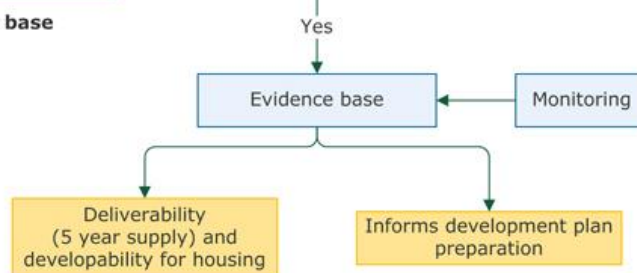 base
Yes
Evidence base
Monitoring
Deliverability
(5 year supply) and
developability for housing
Informs development plan
preparation